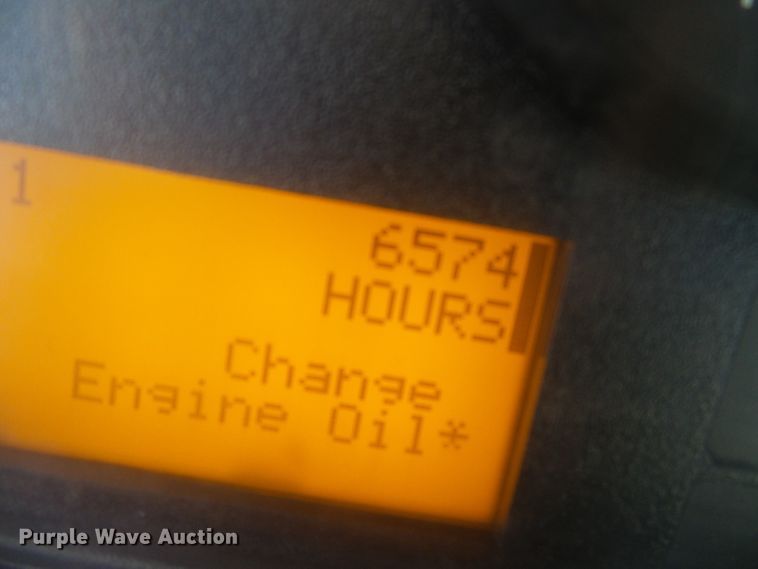 1
6574
HOURS
Change
Engine Oil*
Purple Wave Auction